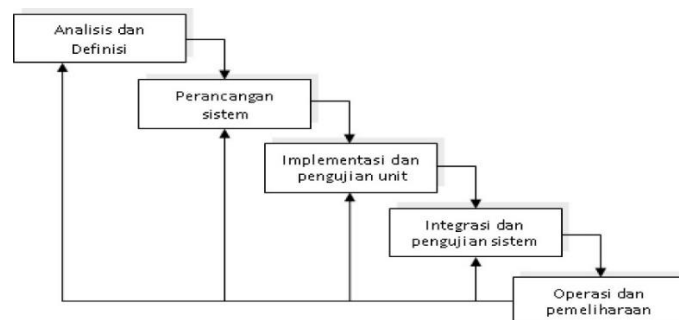 Analisis dan
Definisi
Perancangan
sistem
Implementasi dan
pengujian unit
Integrasi dan
pengujian sistem
Operasi dan
pemeliharaan